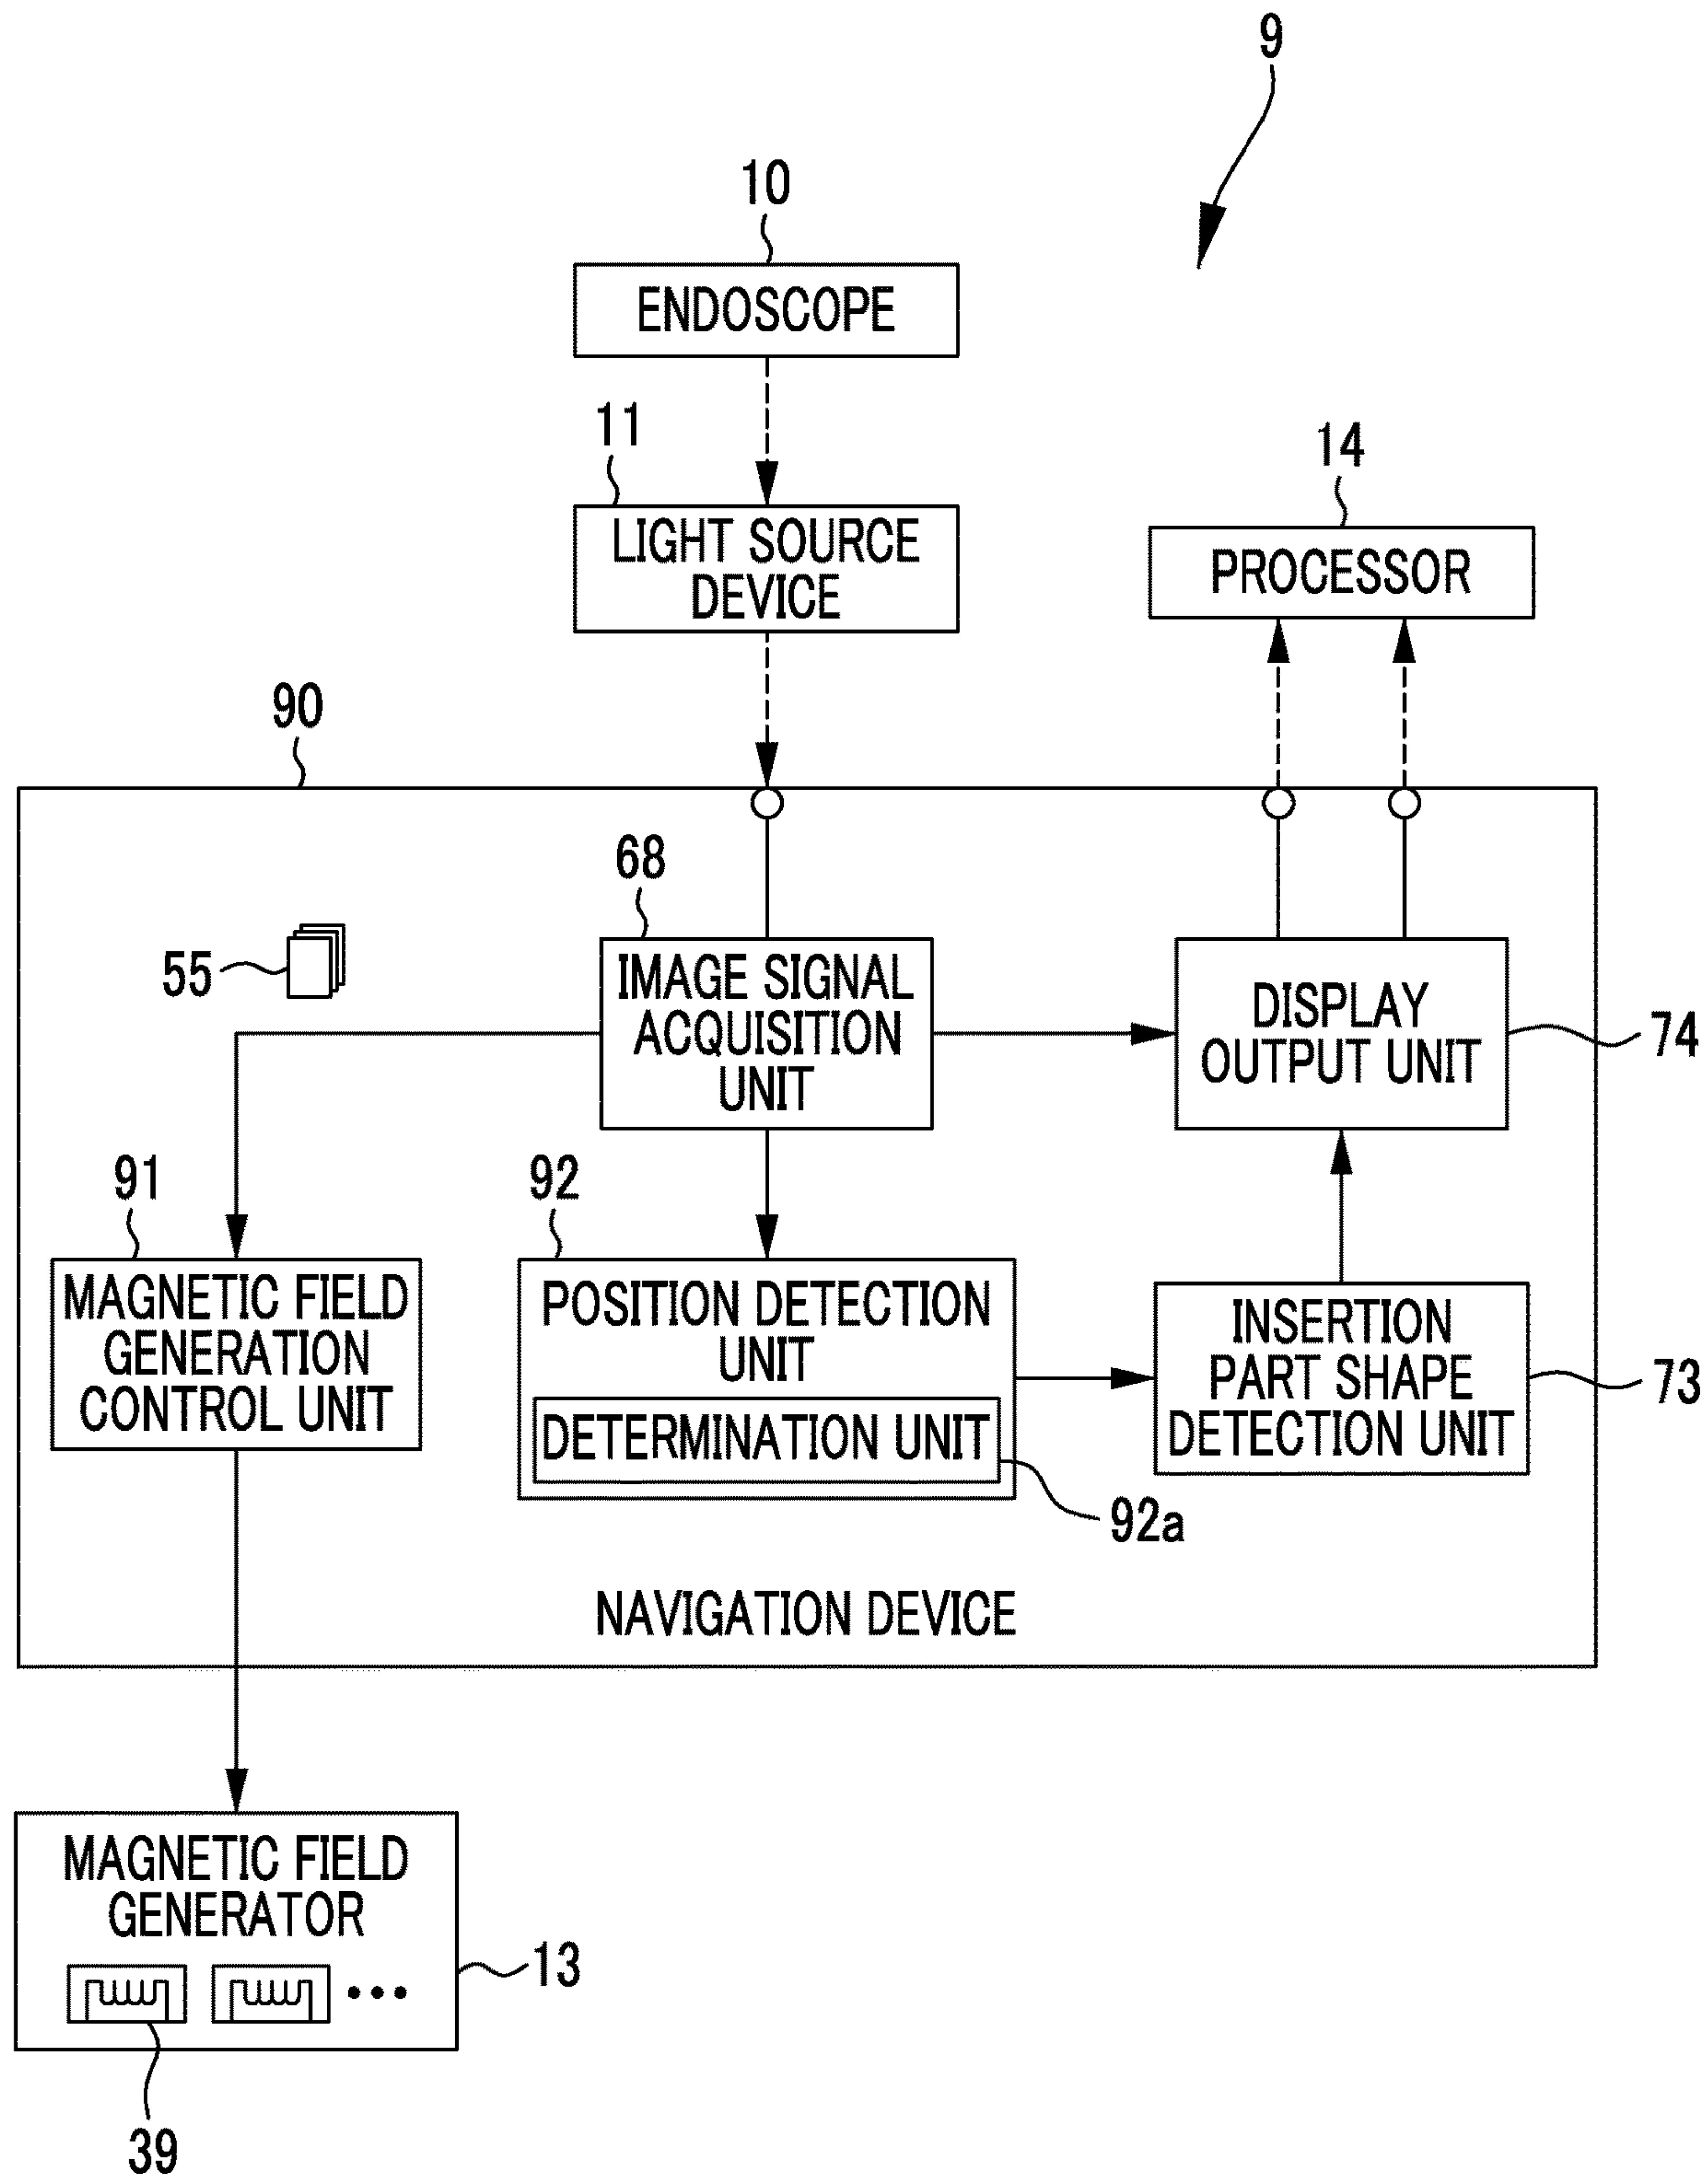 9
10
ENDOSCOPE
11
LIGHT SOURCE
DEVICE
14
PROCESSOR
90
68
55
IMAGE SIGNAL
ACQUISITION
UNIT
DISPLAY
OUTPUT UNIT
74
91
MAGNETIC FIELD
GENERATION
CONTROL UNIT
92
POSITION DETECTION
UNIT
DETERMINATION UNIT
92a
INSERTION
PART SHAPE
DETECTION UNIT
73
NAVIGATION DEVICE
MAGNETIC FIELD
GENERATOR
13
39